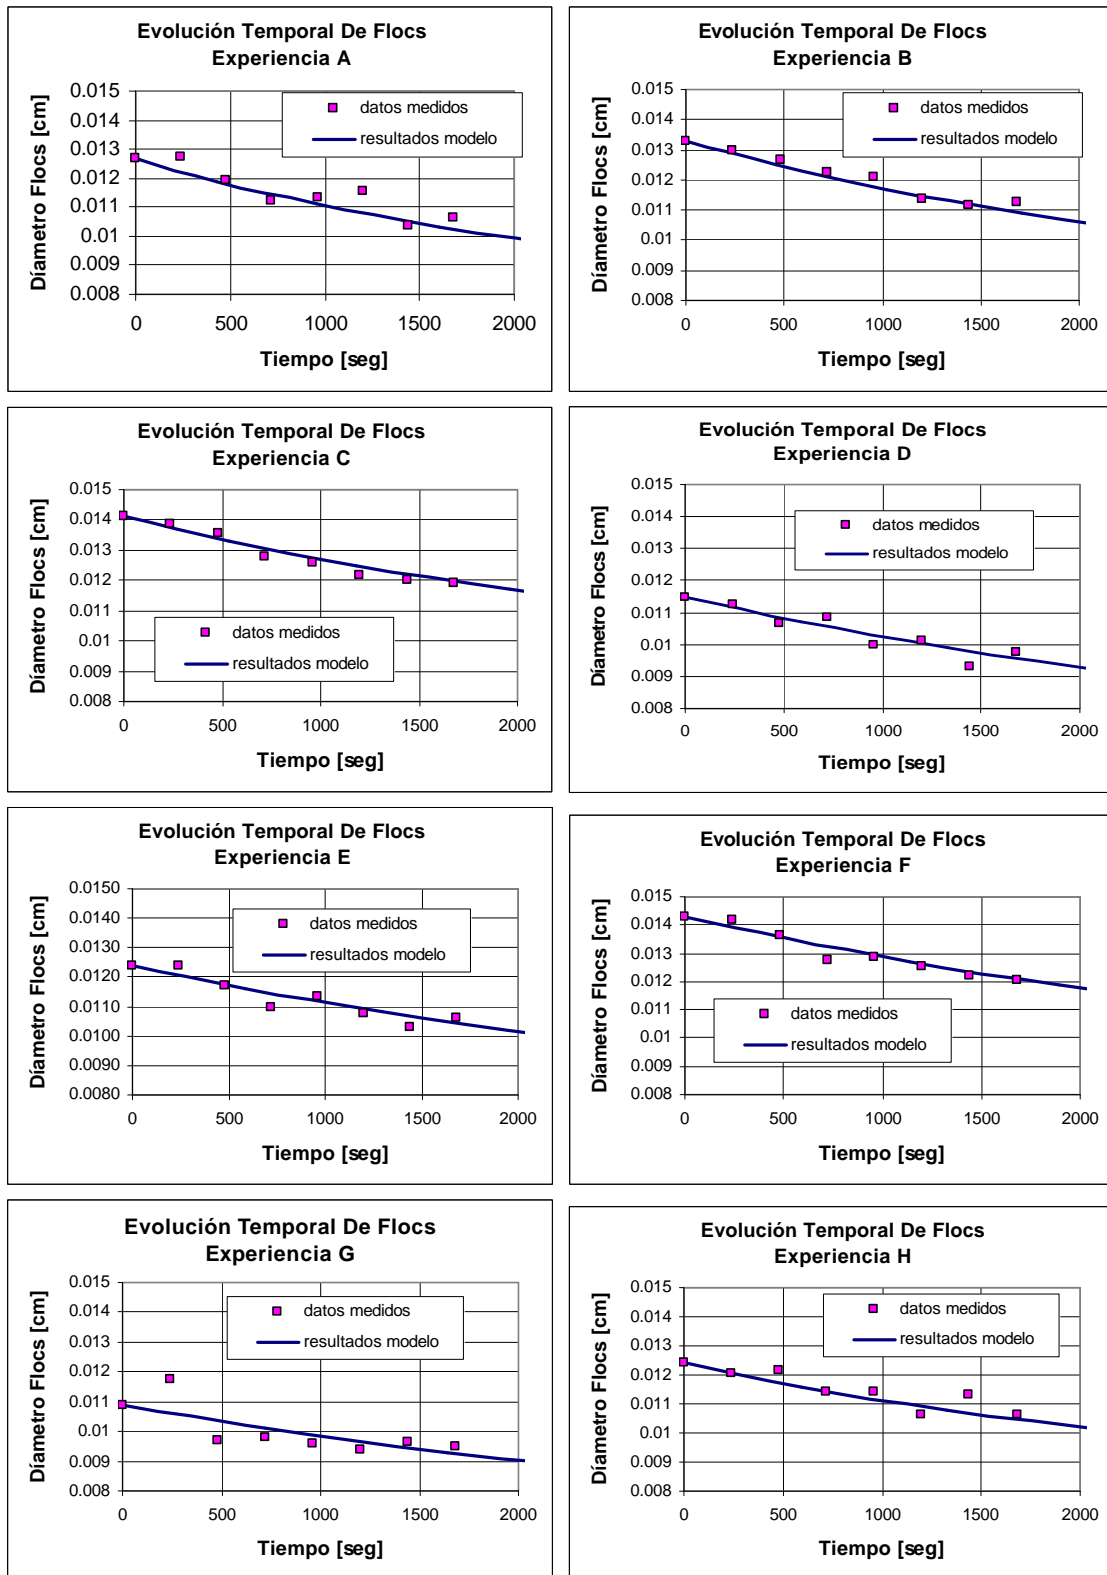 Evolución Temporal De Flocs
Experiencia A
0.015
0.014
0.013
0.012
0.011
0.01
0.009
0.008
Díametro Flocs [cm]
datos medidos
resultados modelo
0 500 1000 1500 2000
Tiempo [seg]
Evolución Temporal De Flocs
Experiencia B
0.015
0.014
0.013
0.012
0.011
0.01
0.009
0.008
Díametro Flocs [cm]
datos medidos
resultados modelo
0 500 1000 1500 2000
Tiempo [seg]
Evolución Temporal De Flocs
Experiencia C
0.015
0.014
0.013
0.012
0.011
0.01
0.009
0.008
Díametro Flocs [cm]
datos medidos
resultados modelo
0 500 1000 1500 2000
Tiempo [seg]
Evolución Temporal De Flocs
Experiencia D
0.015
0.014
0.013
0.012
0.011
0.01
0.009
0.008
Díametro Flocs [cm]
datos medidos
resultados modelo
0 500 1000 1500 2000
Tiempo [seg]
Evolución Temporal De Flocs
Experiencia E
0.0150
0.0140
0.0130
0.0120
0.0110
0.0100
0.0090
0.0080
Díametro Flocs [cm]
datos medidos
resultados modelo
0 500 1000 1500 2000
Tiempo [seg]
Evolución Temporal De Flocs
Experiencia F
0.015
0.014
0.013
0.012
0.011
0.01
0.009
0.008
Díametro Flocs [cm]
datos medidos
resultados modelo
0 500 1000 1500 2000
Tiempo [seg]
Evolución Temporal De Flocs
Experiencia G
0.015
0.014
0.013
0.012
0.011
0.01
0.009
0.008
Díametro Flocs [cm]
datos medidos
resultados modelo
0 500 1000 1500 2000
Tiempo [seg]
Evolución Temporal De Flocs
Experiencia H
0.015
0.014
0.013
0.012
0.011
0.01
0.009
0.008
Díametro Flocs [cm]
datos medidos
resultados modelo
0 500 1000 1500 2000
Tiempo [seg]